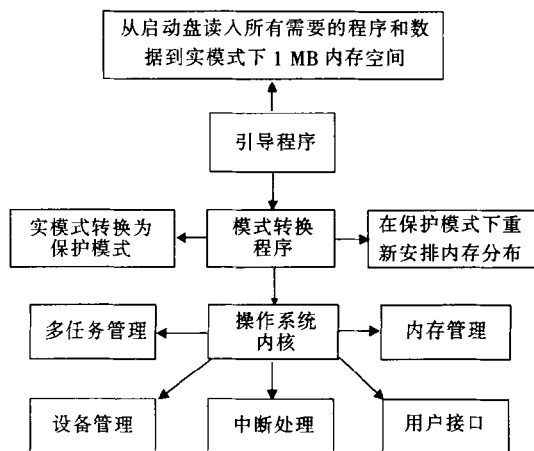 从启动盘读入所有需要的程序和数
据到实模式下 1 MB 内存空间
引导程序
实模式转换为
保护模式
模式转换
程序
在保护模式下重
新安排内存分布
多任务管理
操作系统
内核
内存管理
设备管理
中断处理
用户接口